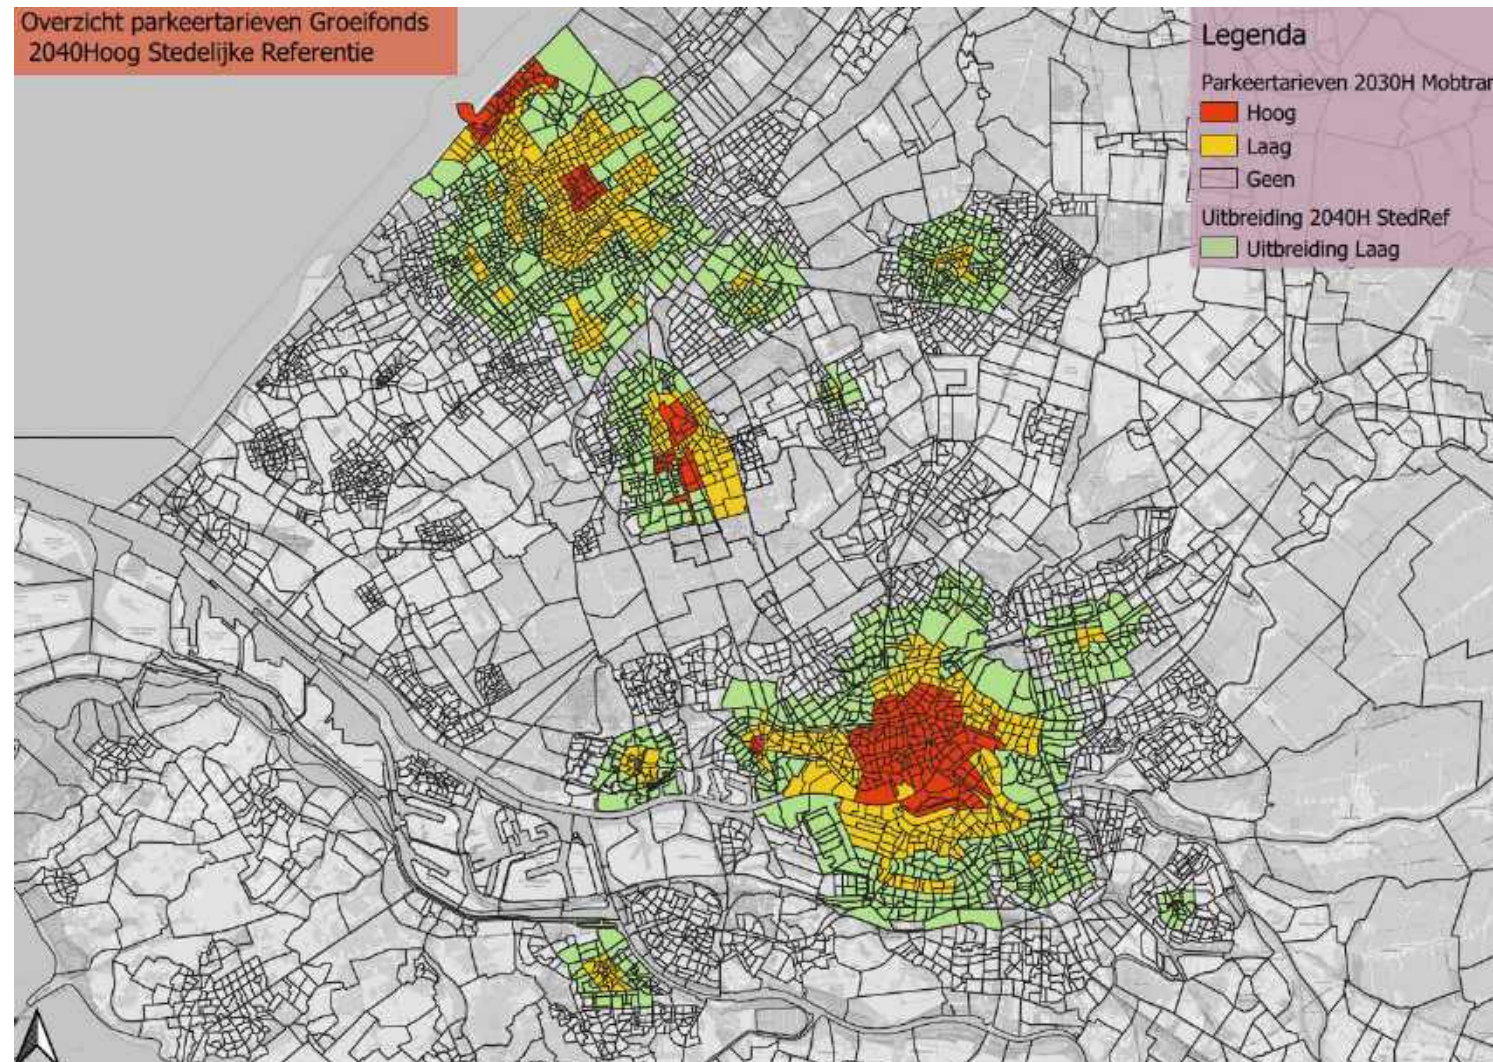 Overzicht parkeertarieven Groeifonds
2040Hoog Stedelijke Referentie
Legenda
Parkeertarieven 2030H Mobtran
Hoog
Laag
Geen
Uitbreiding 2040H StedRef
Uitbreiding Laag